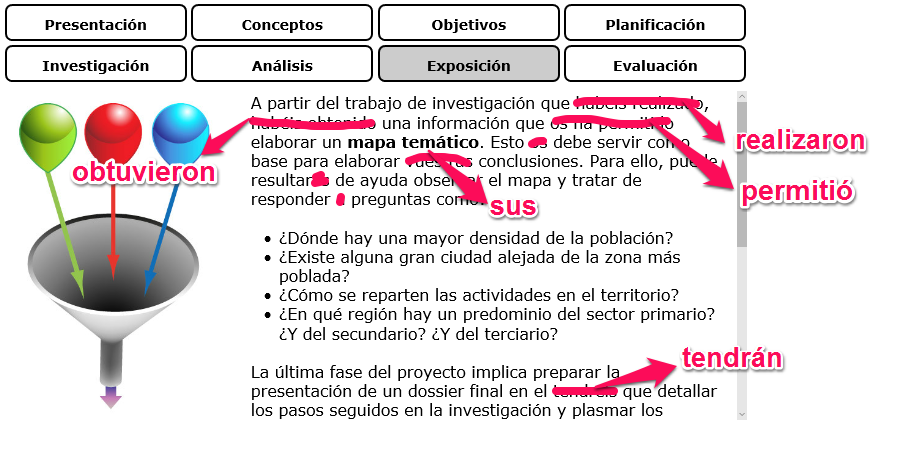 Presentación
Conceptos
Objetivos
Planificación
Investigación
Análisis
Exposición
Evaluación
A partir del trabajo de investigación que habéis realizado,
habéis obtenido una información que os ha permitido
elaborar un mapa temático. Esto os debe servir como
base para elaborar vuestras conclusiones. Para ello, puede
resultaros de ayuda observar el mapa y tratar de
responder a preguntas como:
realizaron
permitió
obtuvieron
sus
• ¿Dónde hay una mayor densidad de la población?
• ¿Existe alguna gran ciudad alejada de la zona más
poblada?
• ¿Cómo se reparten las actividades en el territorio?
• ¿En qué región hay un predominio del sector primario?
¿Y del secundario? ¿Y del terciario?
tendrán
La última fase del proyecto implica preparar la
presentación de un dossier final en el tendréis que detallar
los pasos seguidos en la investigación y plasmar los